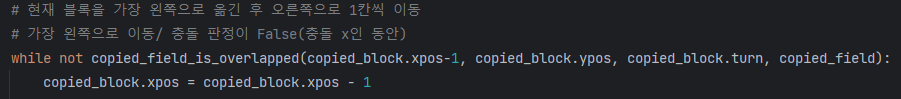 # 현재 블록을 가장 왼쪽으로 옮긴 후 오른쪽으로 1칸씩 이동
# 가장 왼쪽으로 이동/ 충돌 판정이 False(충돌 x인 동안)
while not copied_field_is_overlapped(copied_block.xpos-1, copied_block.ypos, copied_block.turn, copied_field):
    copied_block.xpos = copied_block.xpos - 1